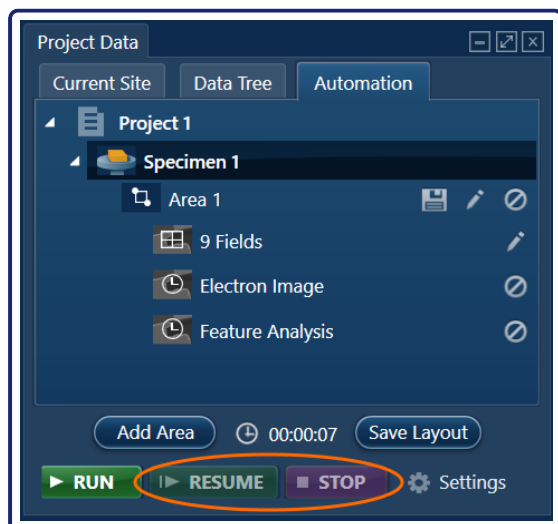 Project Data
Current Site Data Tree Automation
Project 1
Specimen 1
Area 1
9 Fields
Electron Image
Feature Analysis
Add Area 00:00:07 Save Layout
RUN RESUME STOP Settings